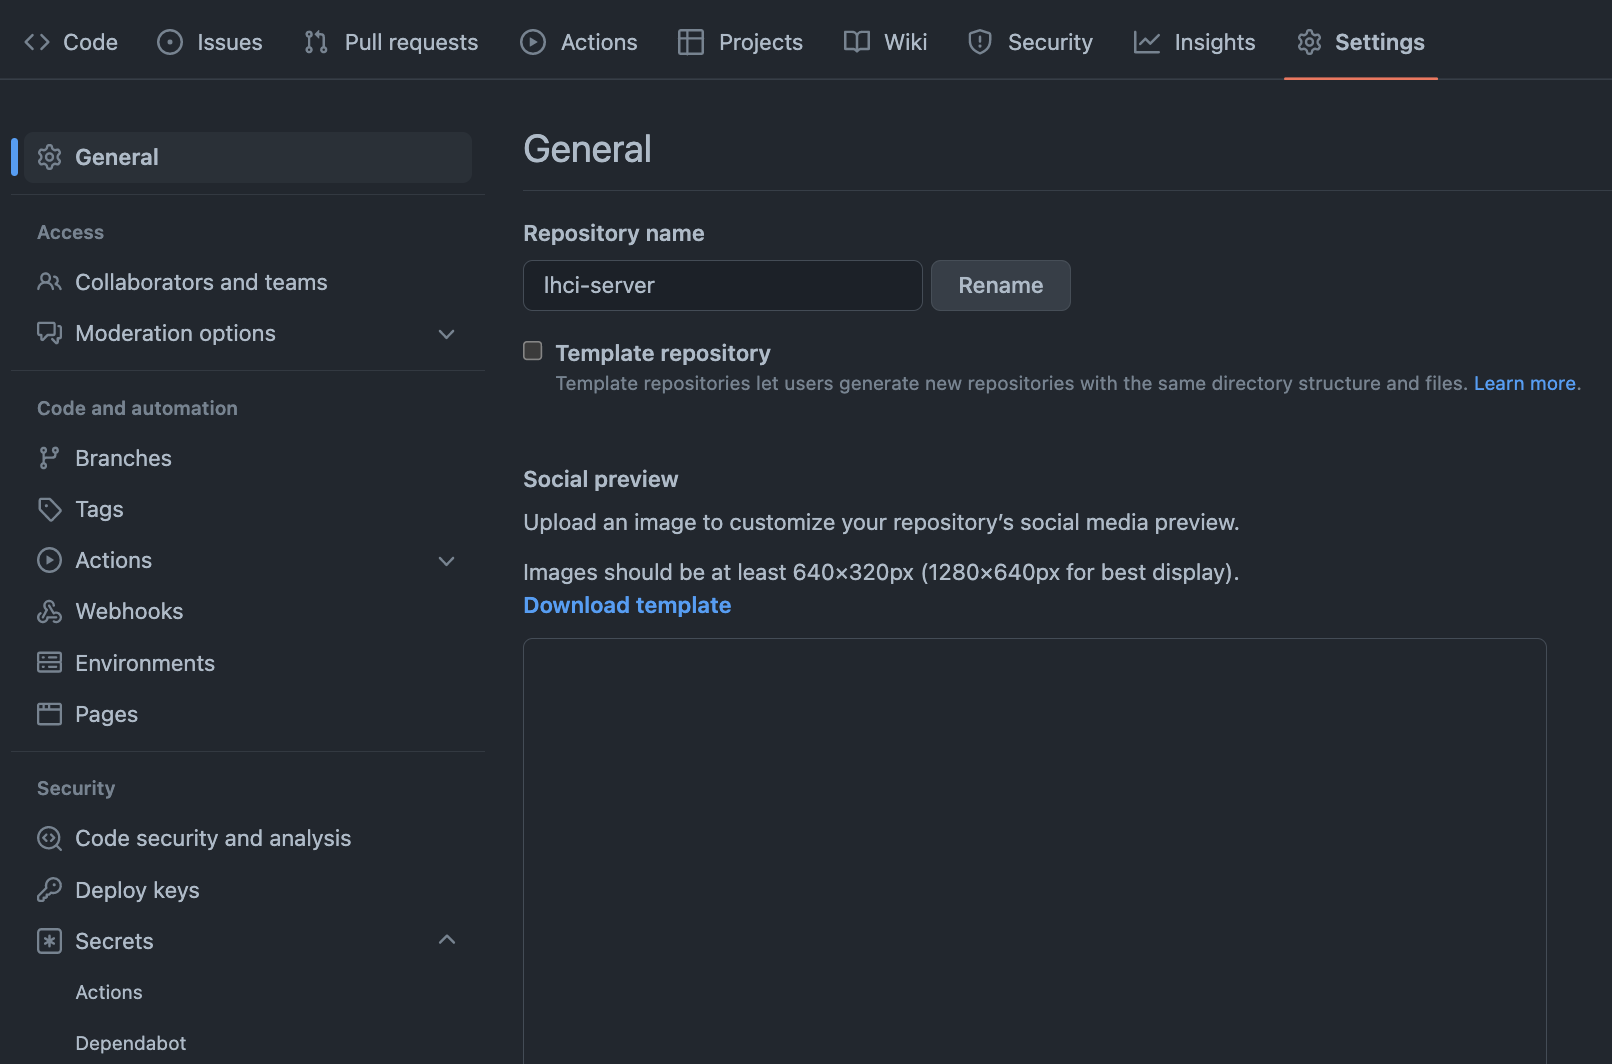 Code Issues Pull requests Actions Projects Wiki Security Insights Settings
General
Access
Collaborators and teams
Moderation options
Code and automation
Branches
Tags
Actions
Webhooks
Environments
Pages
Security
Code security and analysis
Deploy keys
Secrets
Actions
Dependabot
General
Repository name
lhci-server Rename
Template repository
Template repositories let users generate new repositories with the same directory structure and files. Learn more.
Social preview
Upload an image to customize your repository’s social media preview.
Images should be at least 640×320px (1280×640px for best display).
Download template